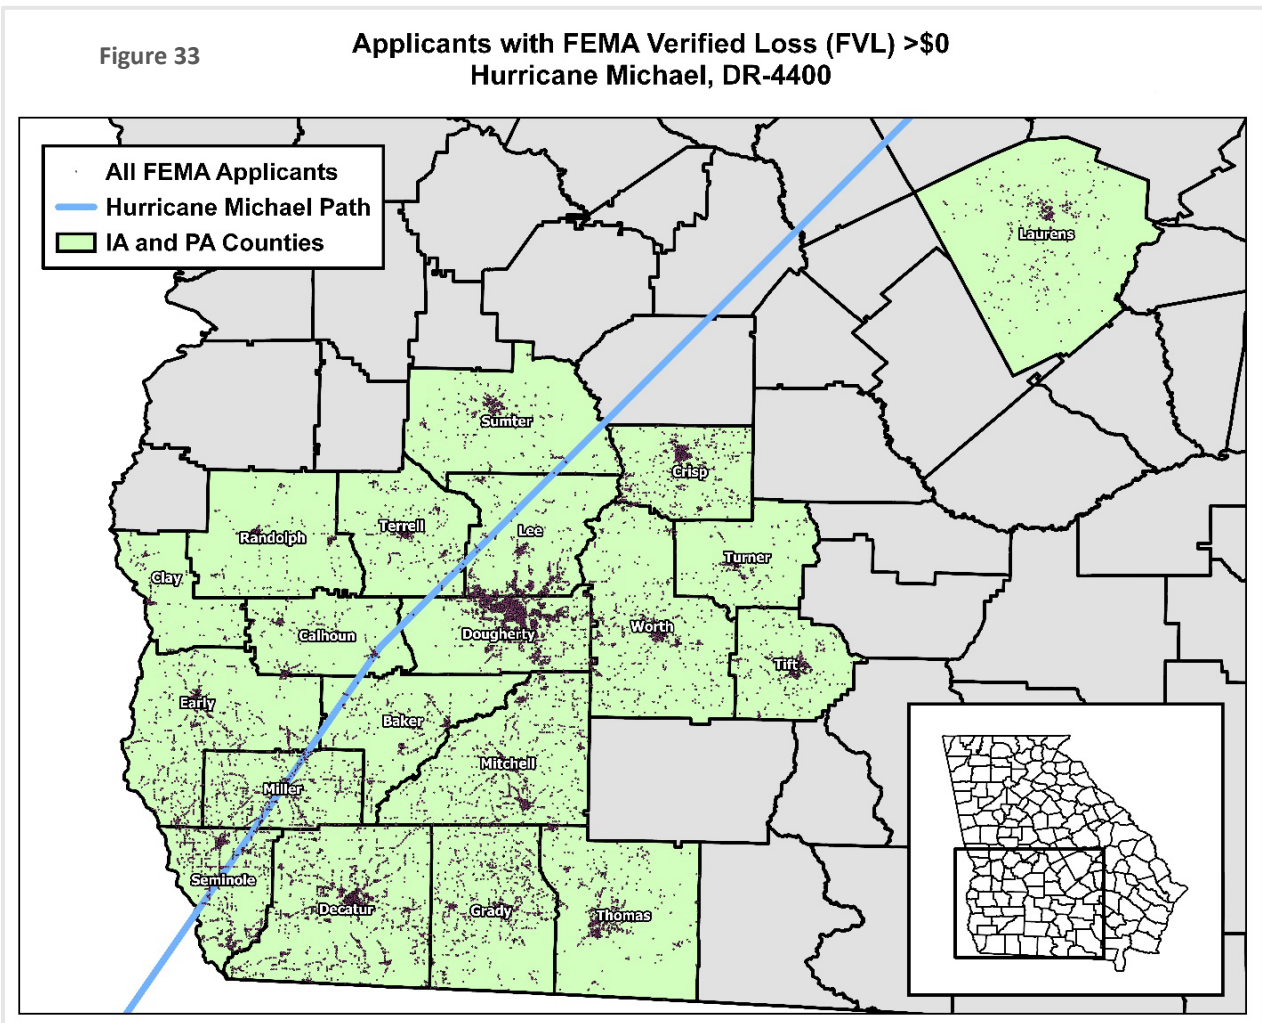 Figure 33
Applicants with FEMA Verified Loss (FVL) >$0
Hurricane Michael, DR-4400
All FEMA Applicants
Hurricane Michael Path
IA and PA Counties
Laurens
Sumter
Crisp
Randolph
Terrell
Lee
Turner
Clay
Calhoun
Dougherty
Worth
Tift
Early
Baker
Mitchell
Miller
Seminole
Decatur
Grady
Thomas